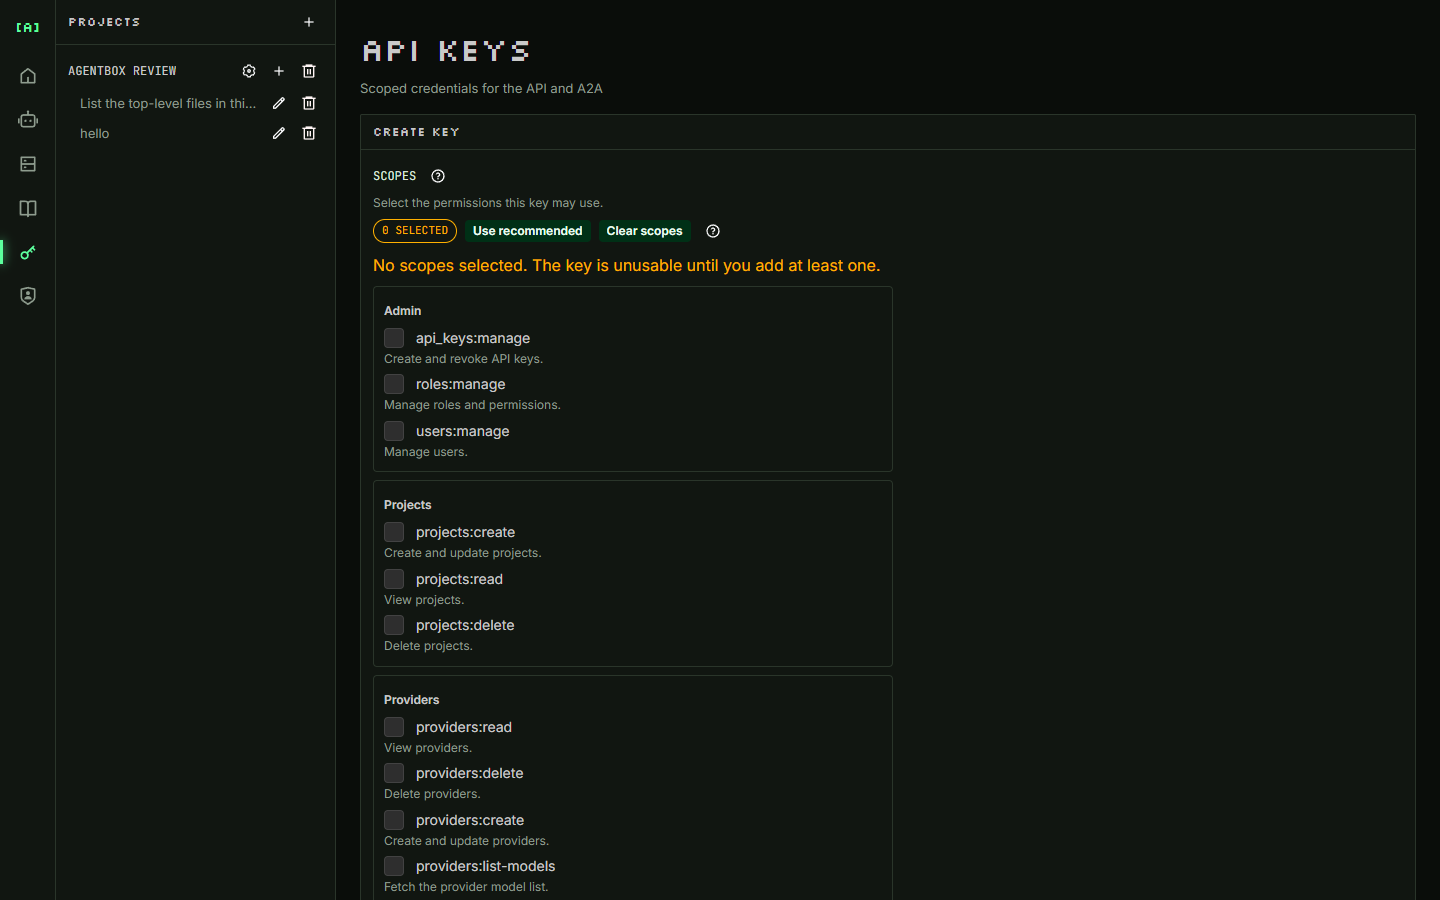 [A]
PROJECTS
AGENTBOX REVIEW
List the top-level files in thi...
hello
API KEYS
Scoped credentials for the API and A2A
CREATE KEY
SCOPES
Select the permissions this key may use.
0 SELECTED Use recommended Clear scopes
No scopes selected. The key is unusable until you add at least one.
Admin
api_keys:manage
Create and revoke API keys.
roles:manage
Manage roles and permissions.
users:manage
Manage users.
Projects
projects:create
Create and update projects.
projects:read
View projects.
projects:delete
Delete projects.
Providers
providers:read
View providers.
providers:delete
Delete providers.
providers:create
Create and update providers.
providers:list-models
Fetch the provider model list.